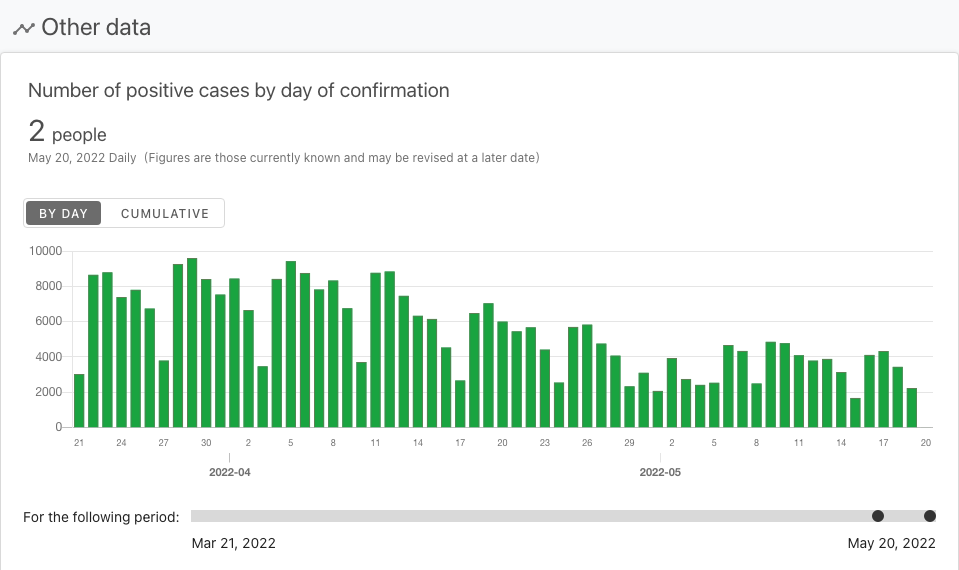 Other data
Number of positive cases by day of confirmation
2 people
May 20, 2022 Daily (Figures are those currently known and may be revised at a later date)
BY DAY CUMULATIVE
10000
8000
6000
4000
2000
0
21 24 27 30 2 5 8 11 14 17 20 23 26 29 2 5 8 11 14 17 20
2022-04 2022-05
For the following period:
Mar 21, 2022 May 20, 2022